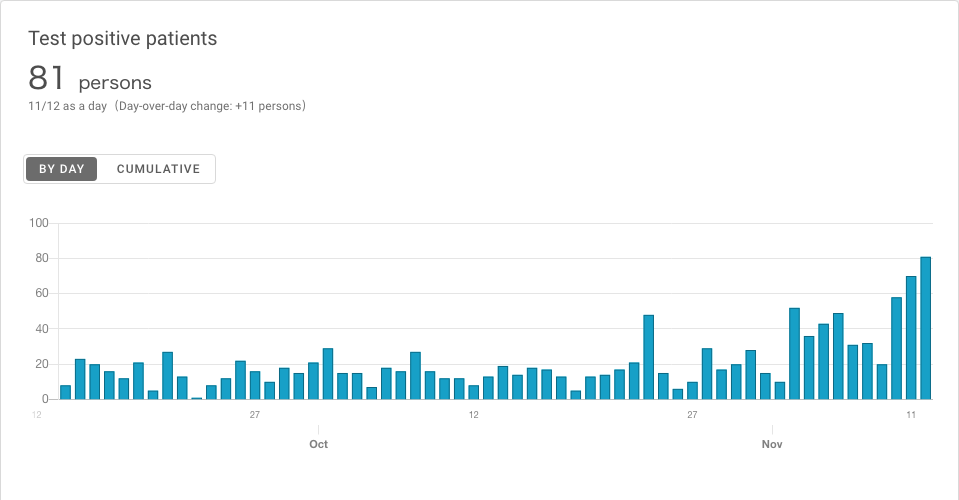 Test positive patients
81 persons
11/12 as a day (Day-over-day change: +11 persons)
BY DAY CUMULATIVE
100
80
60
40
20
0
12 27 12 27 11
Oct Nov